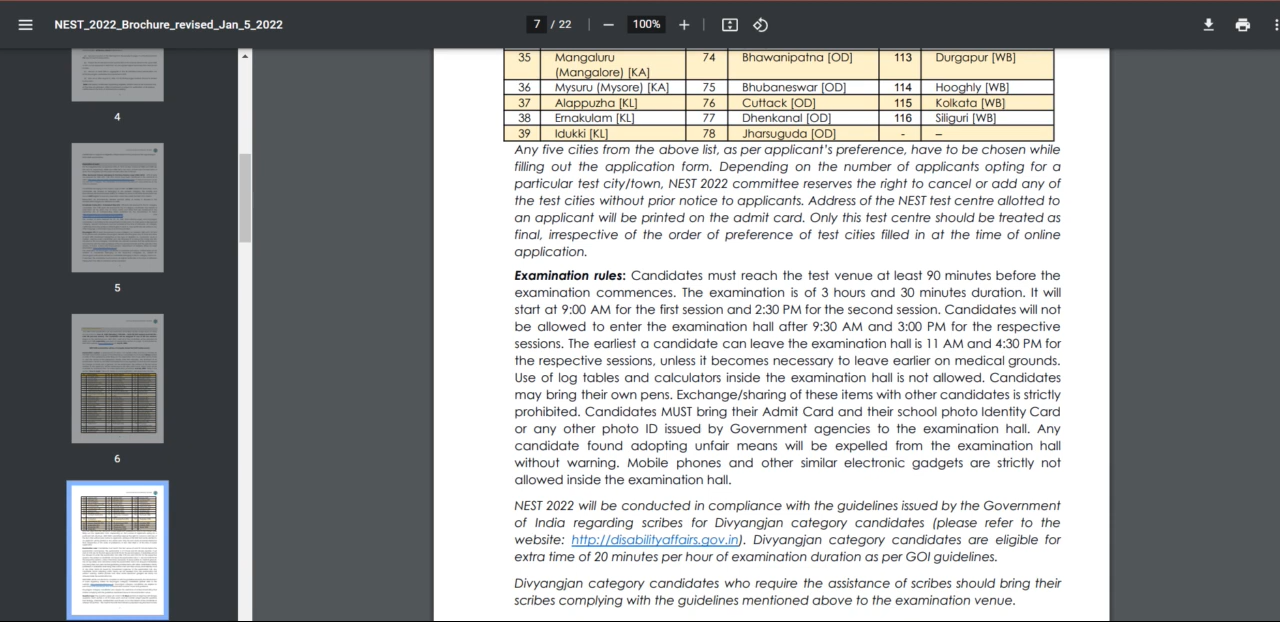 NEST_2022_Brochure_revised_Jan_5_2022 7 / 22 100%
4
5
6
35 Mangaluru (Mangalore) [KA] 74 Bhawanipatna [OD] 113 Durgapur [WB]
36 Mysuru (Mysore) [KA] 75 Bhubaneswar [OD] 114 Hooghly [WB]
37 Alappuzha [KL] 76 Cuttack [OD] 115 Kolkata [WB]
38 Ernakulam [KL] 77 Dhenkanal [OD] 116 Siliguri [WB]
39 Idukki [KL] 78 Jharsuguda [OD] - –
Any five cities from the above list, as per applicant's preference, have to be chosen while
filling out the application form. Depending on the number of applicants opting for a
particular test city/town, NEST 2022 committee reserves the right to cancel or add any of
the test cities without prior notice to applicants. Address of the NEST test centre allotted to
an applicant will be printed on the admit card. Only this test centre should be treated as
final, irrespective of the order of preference of test cities filled in at the time of online
application.
Examination rules: Candidates must reach the test venue at least 90 minutes before the
examination commences. The examination is of 3 hours and 30 minutes duration. It will
start at 9:00 AM for the first session and 2:30 PM for the second session. Candidates will not
be allowed to enter the examination hall after 9:30 AM and 3:00 PM for the respective
sessions. The earliest a candidate can leave the examination hall is 11 AM and 4:30 PM for
the respective sessions, unless it becomes necessary to leave earlier on medical grounds.
Use of log tables and calculators inside the examination hall is not allowed. Candidates
may bring their own pens. Exchange/sharing of these items with other candidates is strictly
prohibited. Candidates MUST bring their Admit Card and their school photo Identity Card
or any other photo ID issued by Government agencies to the examination hall. Any
candidate found adopting unfair means will be expelled from the examination hall
without warning. Mobile phones and other similar electronic gadgets are strictly not
allowed inside the examination hall.
NEST 2022 will be conducted in compliance with the guidelines issued by the Government
of India regarding scribes for Divyangjan category candidates (please refer to the
website: http://disabilityaffairs.gov.in). Divyangjan category candidates are eligible for
extra time of 20 minutes per hour of examination duration as per GOI guidelines.
Divyangjan category candidates who require the assistance of scribes should bring their
scribes complying with the guidelines mentioned above to the examination venue.